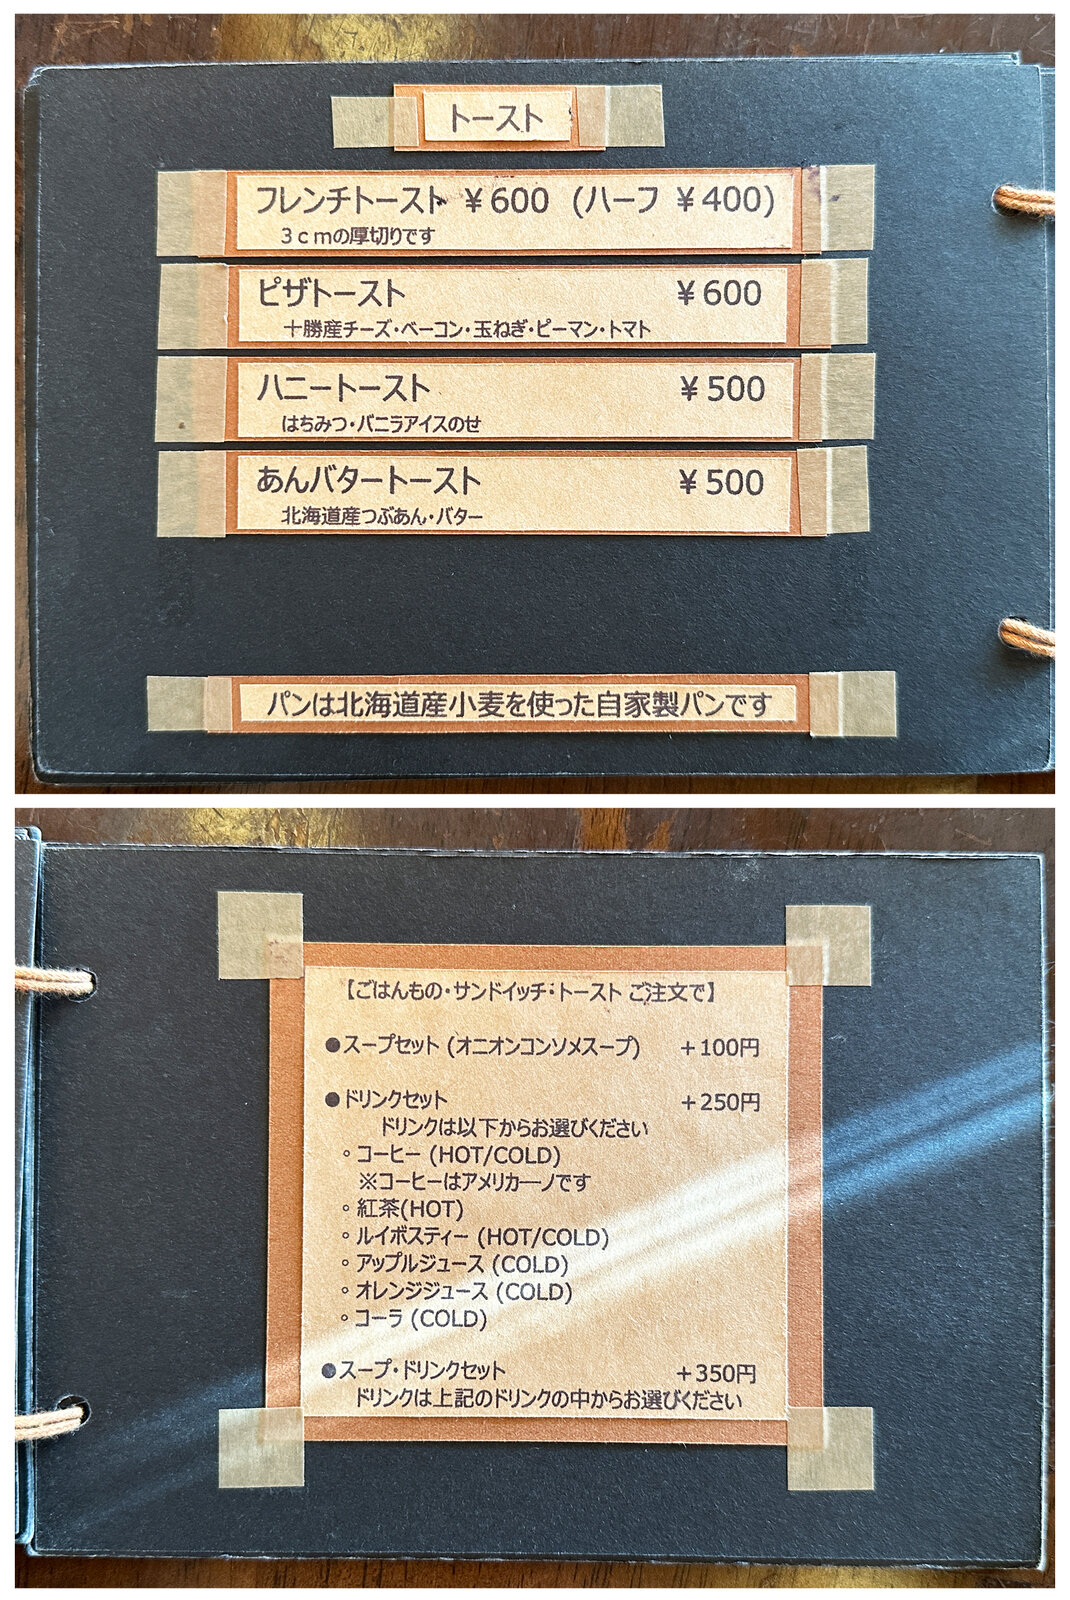 トースト
フレンチトースト ¥600 (ハーフ ¥400)
3cmの厚切りです
ピザトースト ¥600
十勝産チーズ・ベーコン・玉ねぎ・ピーマン・トマト
ハニートースト ¥500
はちみつ・バニラアイスのせ
あんバタートースト ¥500
北海道産つぶあん・バター
パンは北海道産小麦を使った自家製パンです
【ごはんもの・サンドイッチ・トースト ご注文で】
●スープセット (オニオンコンソメスープ) +100円
●ドリンクセット +250円
ドリンクは以下からお選びください
◦コーヒー (HOT/COLD)
※コーヒーはアメリカ―ノです
◦紅茶(HOT)
◦ルイボスティー (HOT/COLD)
◦アップルジュース (COLD)
◦オレンジジュース (COLD)
◦コーラ (COLD)
●スープ・ドリンクセット +350円
ドリンクは上記のドリンクの中からお選びください